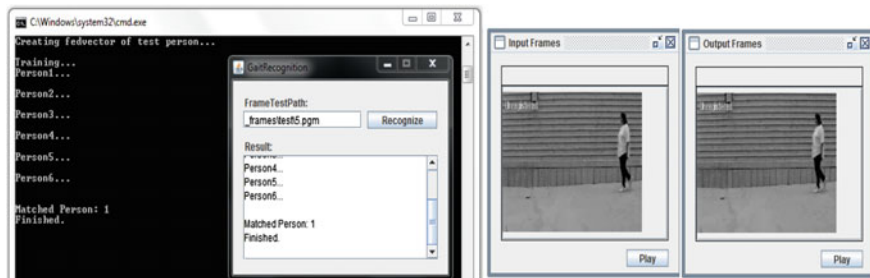 C:\Windows\system32\cmd.exe
Creating fedvector of test person...
Training...
Person1...
Person2...
Person3...
Person4...
Person5...
Person6...
Matched Person: 1
Finished.
GaitRecognition
FrameTestPath:
_frames\test\5.pgm
Recognize
Result:
Person4...
Person5...
Person6...
Matched Person: 1
Finished.
Input Frames
Play
Output Frames
Play